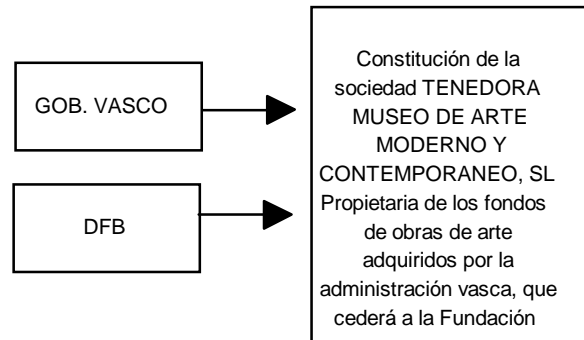 GOB. VASCO
DFB
Constitución de la
sociedad TENEDORA
MUSEO DE ARTE
MODERNO Y
CONTEMPORANEO, SL
Propietaria de los fondos
de obras de arte
adquiridos por la
administración vasca, que
cederá a la Fundación